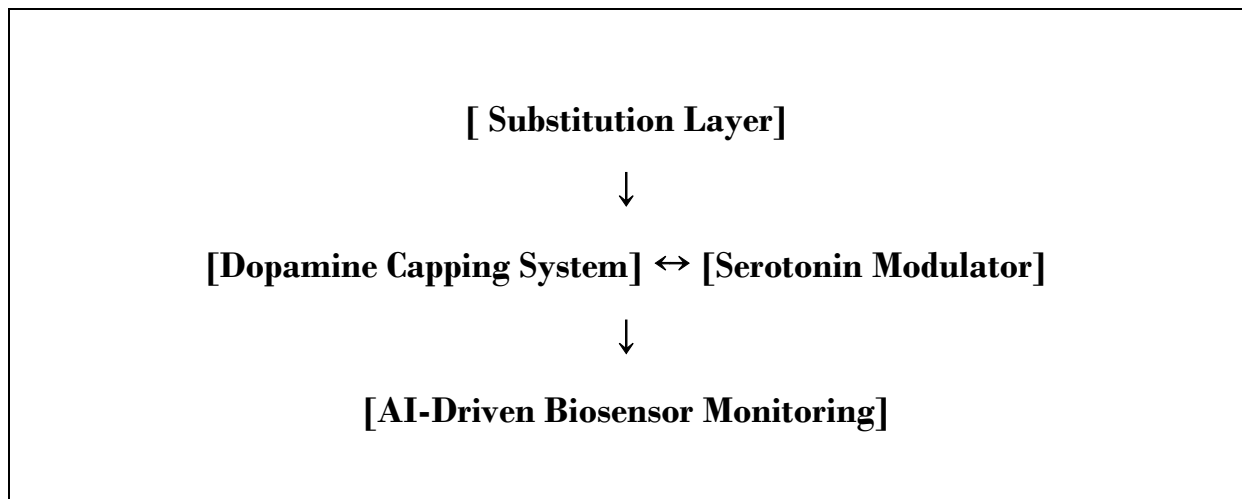 [ Substitution Layer]
↓
[Dopamine Capping System] ↔ [Serotonin Modulator]
↓
[AI-Driven Biosensor Monitoring]